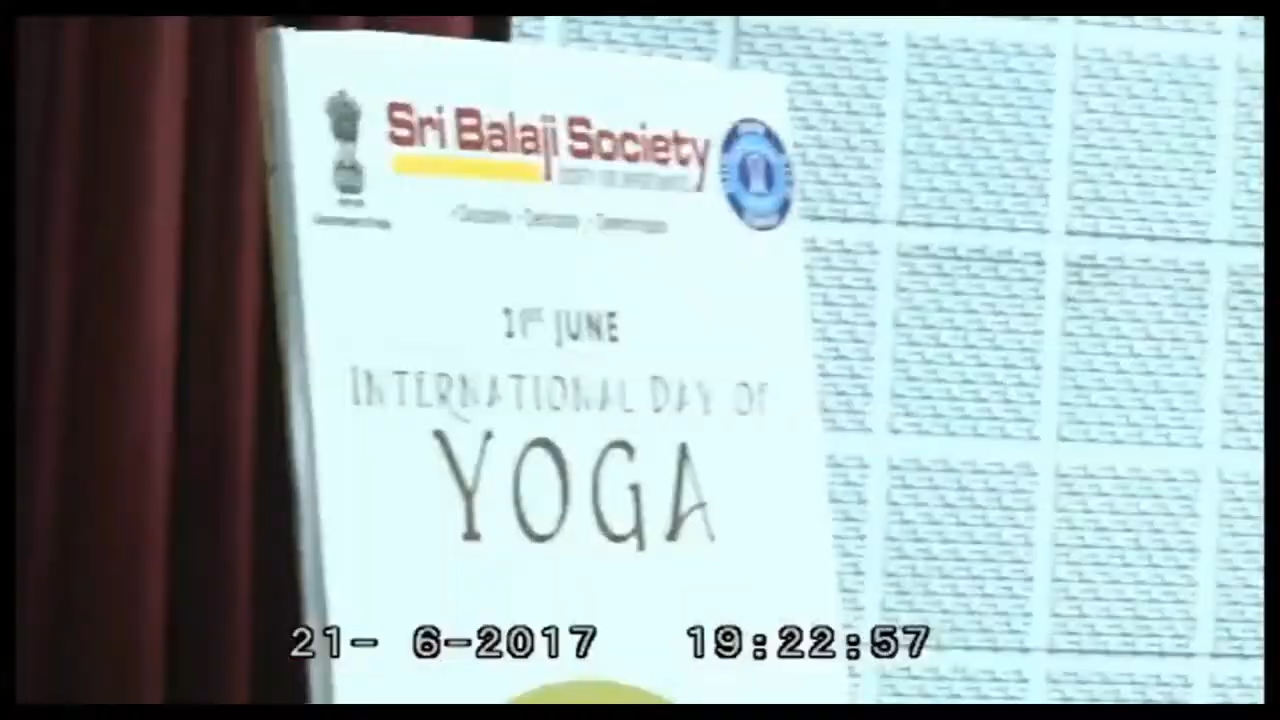 Sri Balaji Society
21ST JUNE
INTERNATIONAL DAY OF
YOGA
21- 6-2017 19:22:57